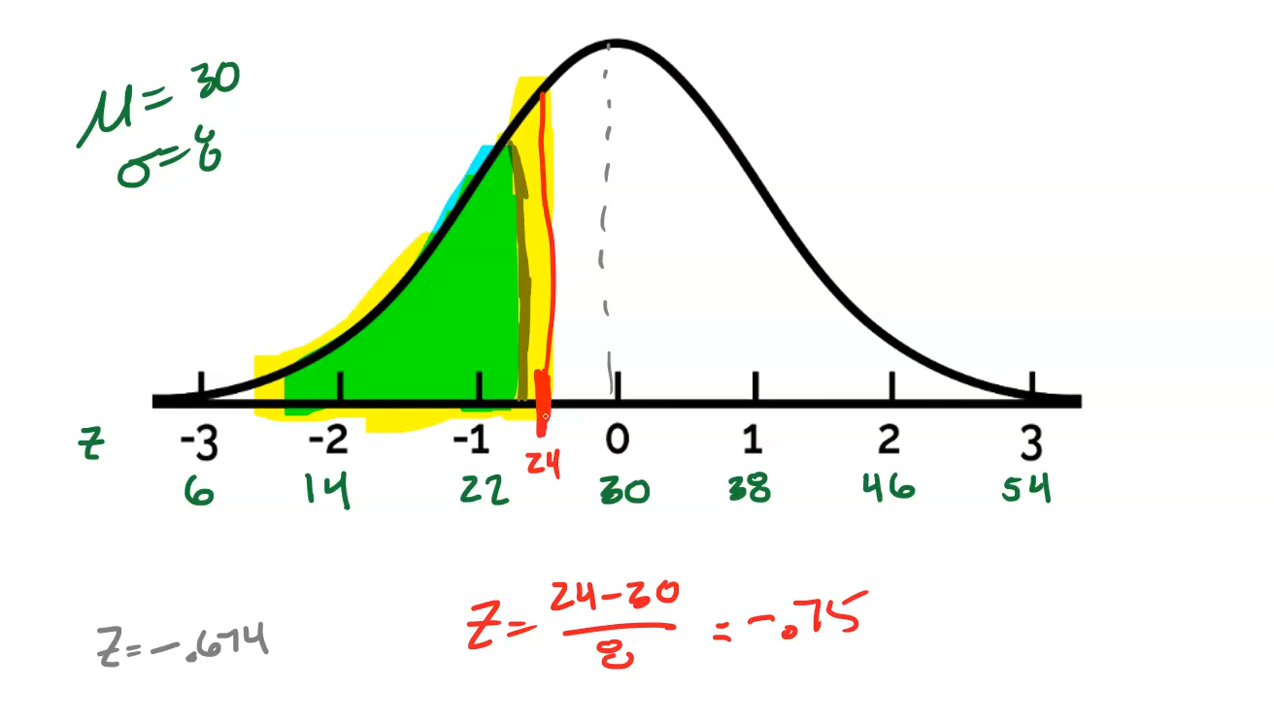 μ = 30
σ = 8
z -3 -2 -1 0 1 2 3
24
6 14 22 30 38 46 54
z = -.674
z = 24-30 / 8 = -.75